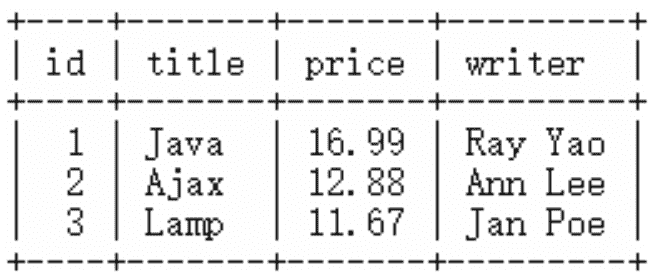 +----+-------+-------+---------+
| id | title | price | writer  |
+----+-------+-------+---------+
|  1 | Java  | 16.99 | Ray Yao |
|  2 | Ajax  | 12.88 | Ann Lee |
|  3 | Lamp  | 11.67 | Jan Poe |
+----+-------+-------+---------+